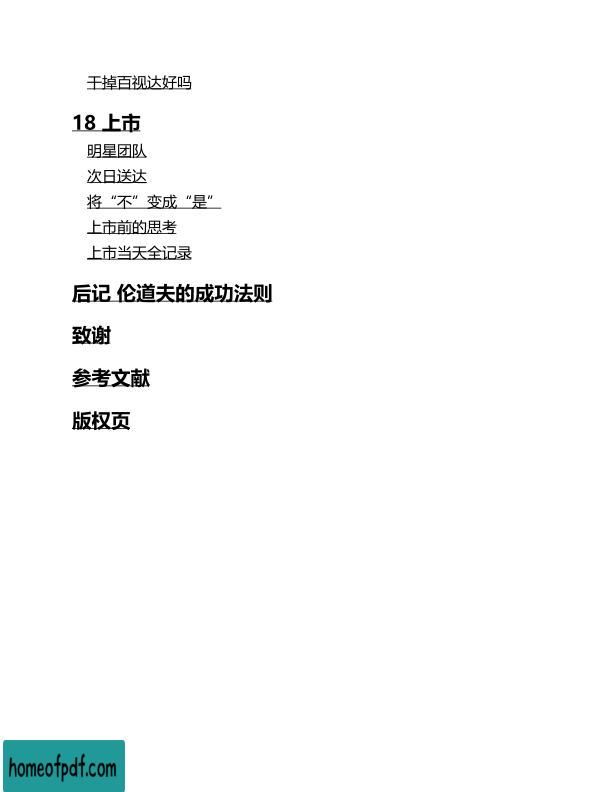 干掉百视达好吗
18 上市
明星团队
次日送达
将“不”变成“是”
上市前的思考
上市当天全记录
后记 伦道夫的成功法则
致谢
参考文献
版权页
homeofpdf.com